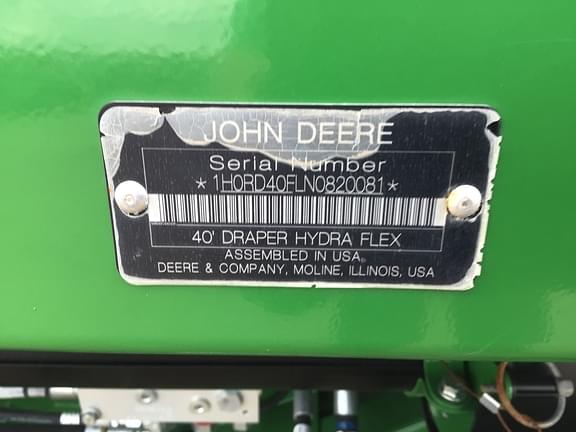 JOHN DEERE
Serial Number
*1H0RD40FLN0820081*
40' DRAPER HYDRA FLEX
ASSEMBLED IN USA
DEERE & COMPANY, MOLINE, ILLINOIS, USA